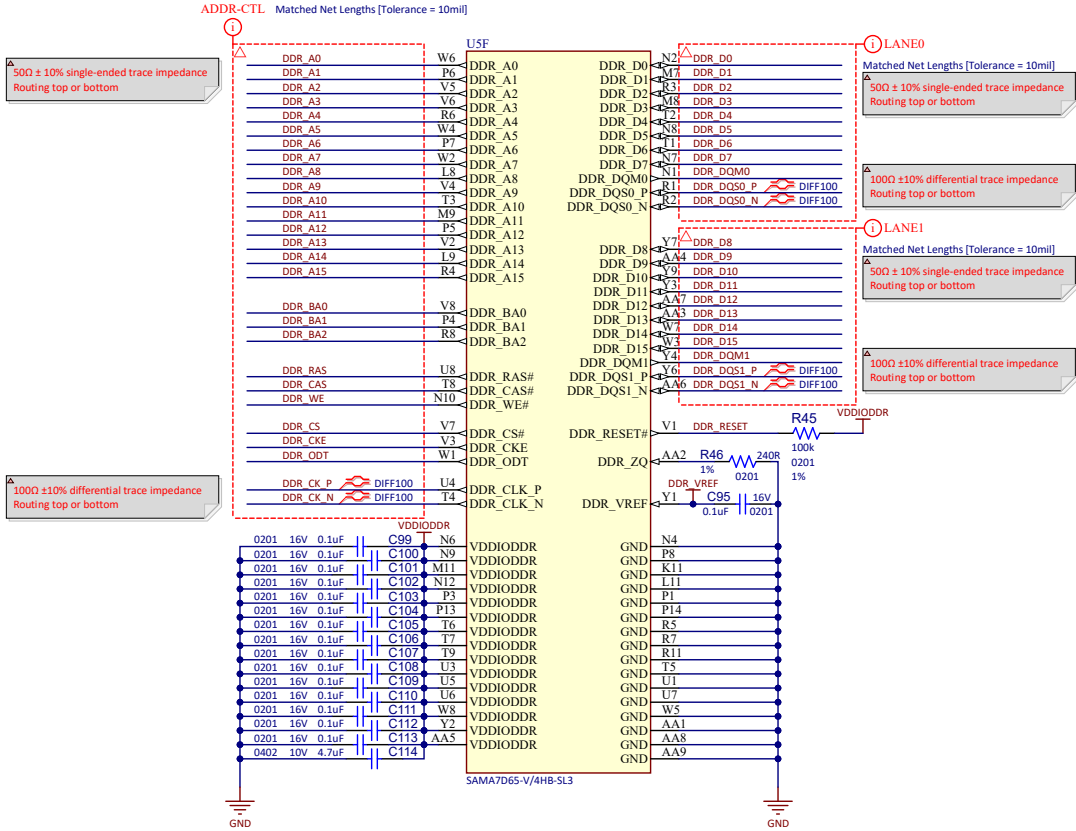 ADDR-CTL Matched Net Lengths [Tolerance = 10mil]
i
50Ω ± 10% single-ended trace impedance
Routing top or bottom
100Ω ±10% differential trace impedance
Routing top or bottom
U5F
DDR_A0 W6 DDR_A0
DDR_A1 P6 DDR_A1
DDR_A2 V5 DDR_A2
DDR_A3 V6 DDR_A3
DDR_A4 R6 DDR_A4
DDR_A5 W4 DDR_A5
DDR_A6 P7 DDR_A6
DDR_A7 W2 DDR_A7
DDR_A8 L8 DDR_A8
DDR_A9 V4 DDR_A9
DDR_A10 T3 DDR_A10
DDR_A11 M9 DDR_A11
DDR_A12 P5 DDR_A12
DDR_A13 V2 DDR_A13
DDR_A14 L9 DDR_A14
DDR_A15 R4 DDR_A15
DDR_BA0 V8 DDR_BA0
DDR_BA1 P4 DDR_BA1
DDR_BA2 R8 DDR_BA2
DDR_RAS U8 DDR_RAS#
DDR_CAS T8 DDR_CAS#
DDR_WE N10 DDR_WE#
DDR_CS V7 DDR_CS#
DDR_CKE V3 DDR_CKE
DDR_ODT W1 DDR_ODT
DDR_CK_P DIFF100 U4 DDR_CLK_P
DDR_CK_N DIFF100 T4 DDR_CLK_N
VDDIODDR
0201 16V 0.1uF C99 N6 VDDIODDR
0201 16V 0.1uF C100 N9 VDDIODDR
0201 16V 0.1uF C101 M11 VDDIODDR
0201 16V 0.1uF C102 N12 VDDIODDR
0201 16V 0.1uF C103 P3 VDDIODDR
0201 16V 0.1uF C104 P13 VDDIODDR
0201 16V 0.1uF C105 T6 VDDIODDR
0201 16V 0.1uF C106 T7 VDDIODDR
0201 16V 0.1uF C107 T9 VDDIODDR
0201 16V 0.1uF C108 U3 VDDIODDR
0201 16V 0.1uF C109 U5 VDDIODDR
0201 16V 0.1uF C110 U6 VDDIODDR
0201 16V 0.1uF C111 W8 VDDIODDR
0201 16V 0.1uF C112 Y2 VDDIODDR
0201 16V 0.1uF C113 AA5 VDDIODDR
0402 10V 4.7uF C114
GND
i LANE0
Matched Net Lengths [Tolerance = 10mil]
50Ω ± 10% single-ended trace impedance
Routing top or bottom
100Ω ±10% differential trace impedance
Routing top or bottom
DDR_D0 N2 DDR_D0
DDR_D1 M7 DDR_D1
DDR_D2 R3 DDR_D2
DDR_D3 M8 DDR_D3
DDR_D4 T2 DDR_D4
DDR_D5 N8 DDR_D5
DDR_D6 T1 DDR_D6
DDR_D7 N7 DDR_D7
DDR_DQM0 N1 DDR_DQM0
DDR_DQS0_P R1 DDR_DQS0_P DIFF100
DDR_DQS0_N R2 DDR_DQS0_N DIFF100
i LANE1
Matched Net Lengths [Tolerance = 10mil]
50Ω ± 10% single-ended trace impedance
Routing top or bottom
100Ω ±10% differential trace impedance
Routing top or bottom
DDR_D8 Y7 DDR_D8
DDR_D9 AA4 DDR_D9
DDR_D10 Y9 DDR_D10
DDR_D11 Y3 DDR_D11
DDR_D12 AA7 DDR_D12
DDR_D13 AA3 DDR_D13
DDR_D14 W7 DDR_D14
DDR_D15 W3 DDR_D15
DDR_DQM1 Y4 DDR_DQM1
DDR_DQS1_P Y6 DDR_DQS1_P DIFF100
DDR_DQS1_N AA6 DDR_DQS1_N DIFF100
DDR_RESET# V1 DDR_RESET R45 VDDIODDR
100k
0201
1%
DDR_ZQ AA2 R46 240R
1% 0201
DDR_VREF
DDR_VREF Y1 C95 16V
0.1uF 0201
GND N4
GND P8
GND K11
GND L11
GND P1
GND P14
GND R5
GND R7
GND R11
GND T5
GND U1
GND U7
GND W5
GND AA1
GND AA8
GND AA9
GND
SAMA7D65-V/4HB-SL3